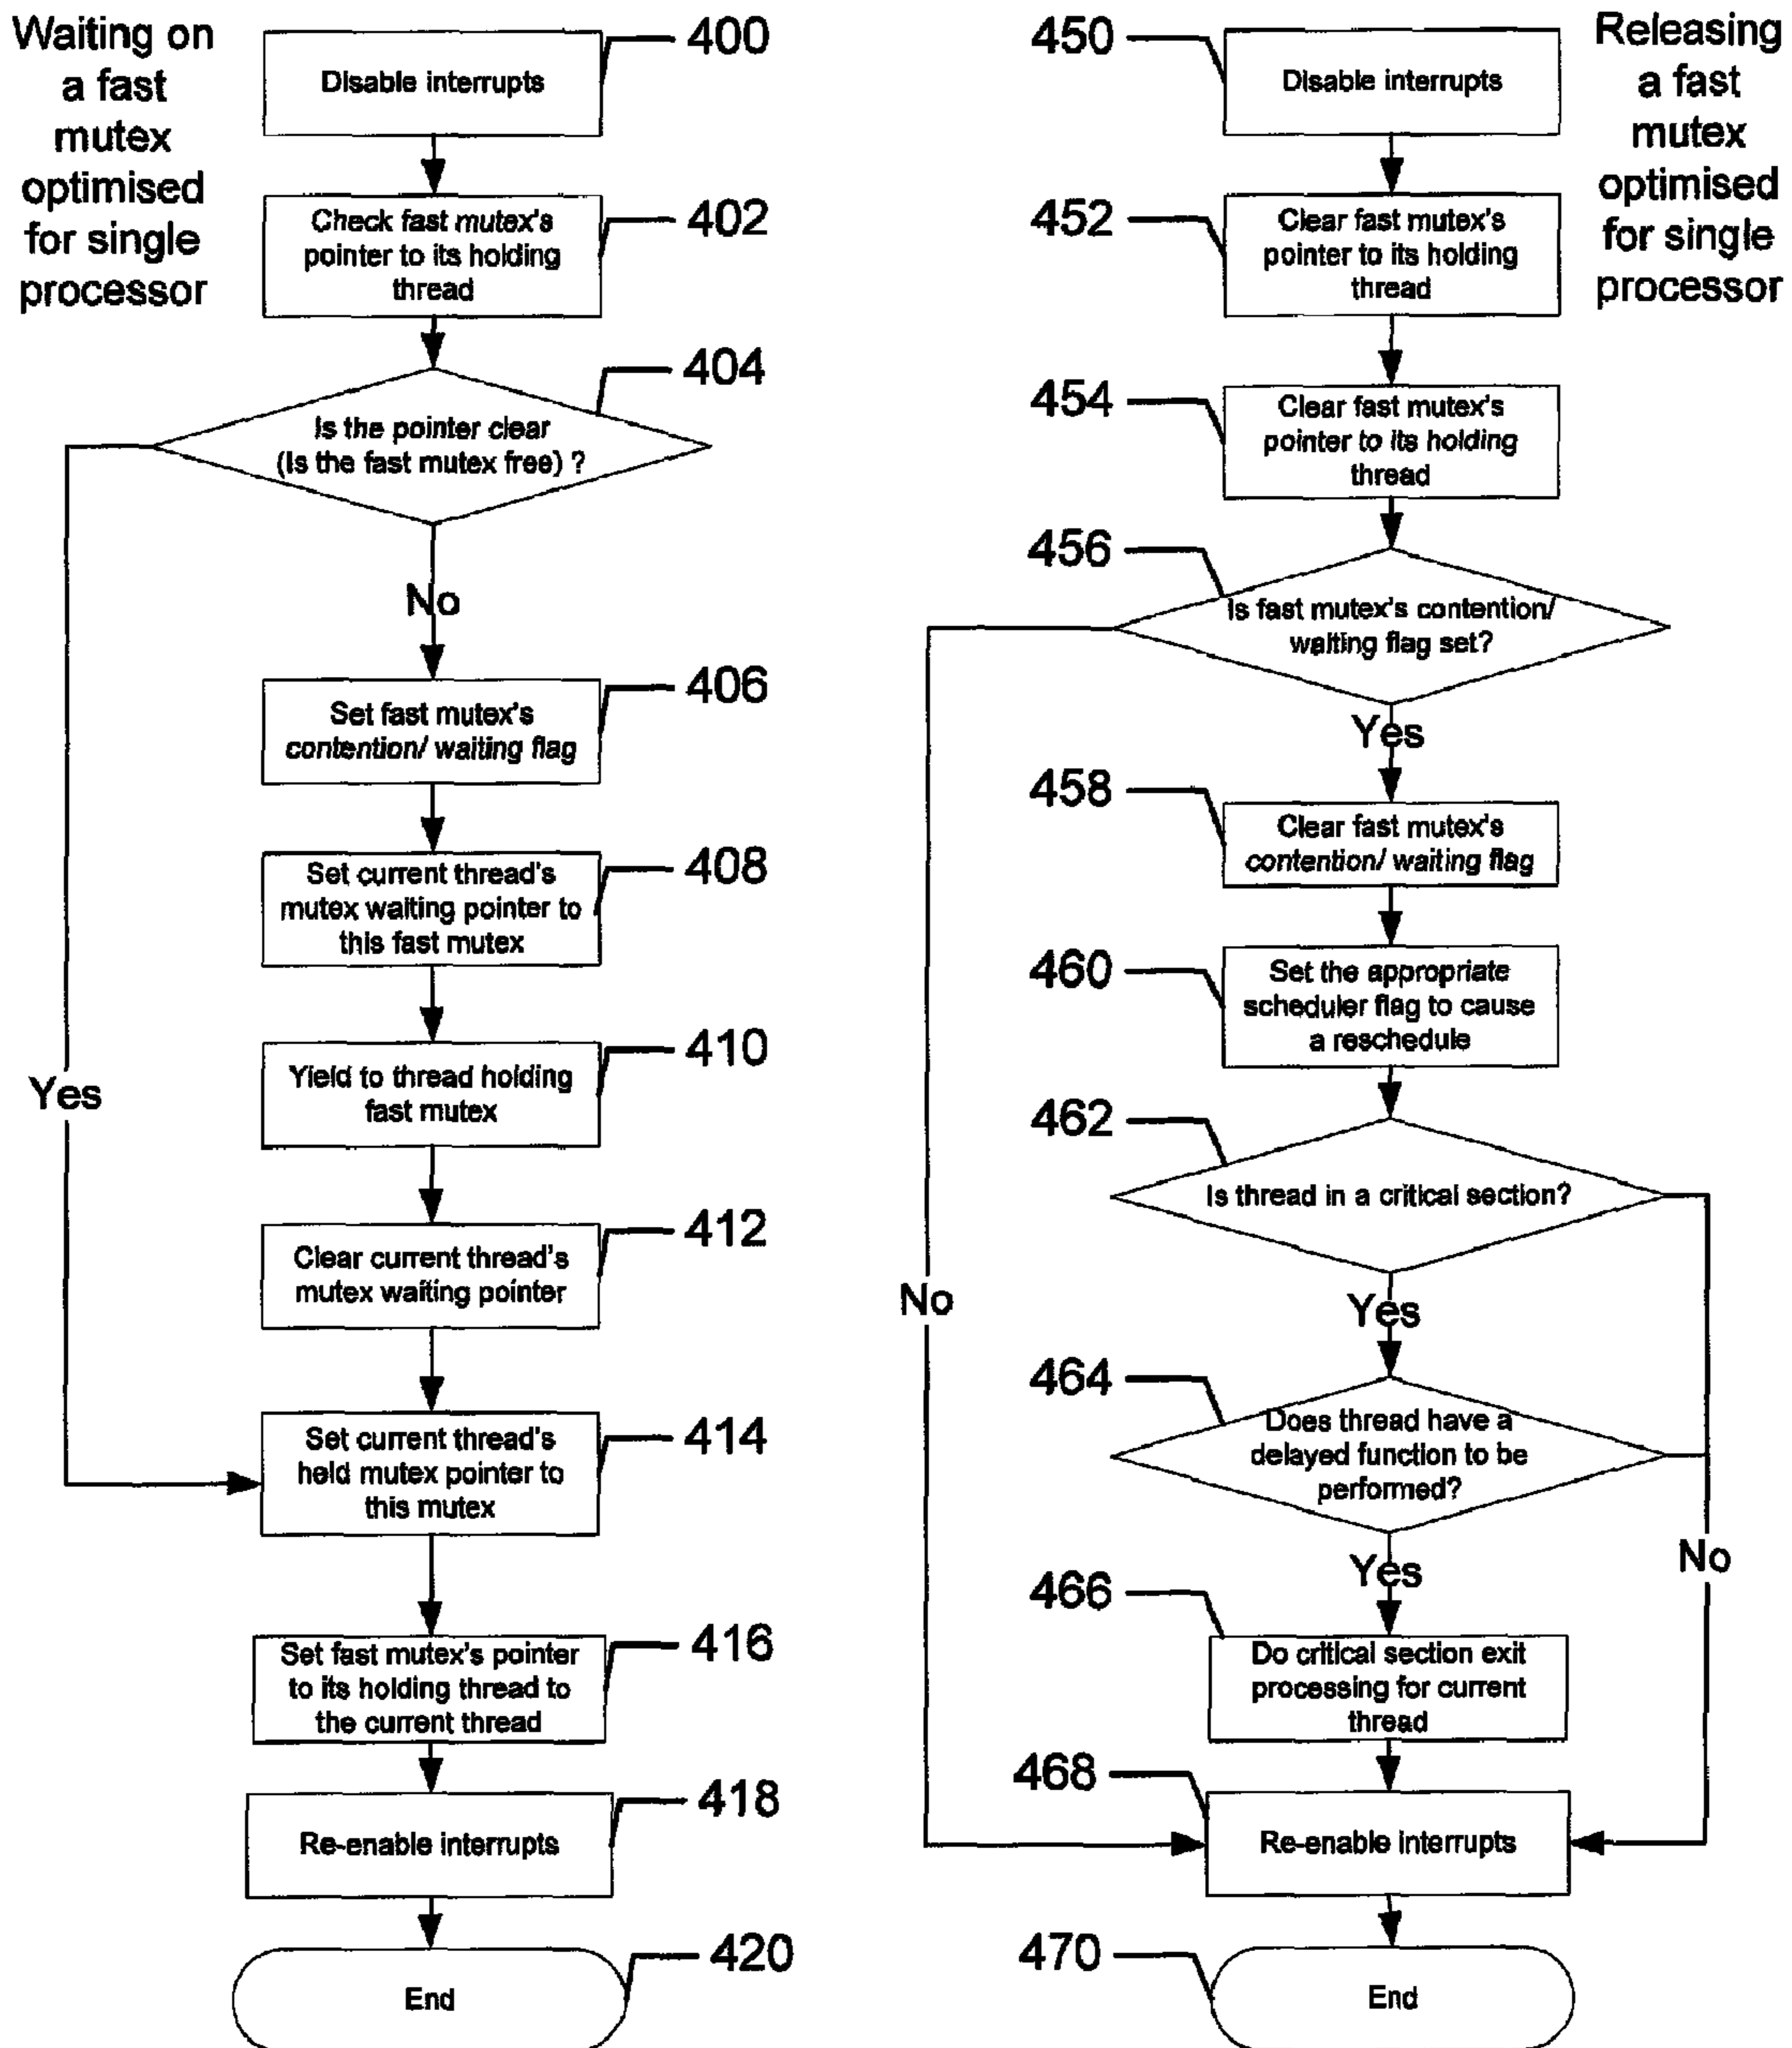 Waiting on
a fast
mutex
optimised
for single
processor
400
Disable interrupts
402
Check fast mutex's
pointer to its holding
thread
404
Is the pointer clear
(Is the fast mutex free) ?
No
Yes
406
Set fast mutex's
contention/ waiting flag
408
Set current thread's
mutex waiting pointer to
this fast mutex
410
Yield to thread holding
fast mutex
412
Clear current thread's
mutex waiting pointer
414
Set current thread's
held mutex pointer to
this mutex
416
Set fast mutex's pointer
to its holding thread to
the current thread
418
Re-enable interrupts
420
End
Releasing
a fast
mutex
optimised
for single
processor
450
Disable interrupts
452
Clear fast mutex's
pointer to its holding
thread
454
Clear fast mutex's
pointer to its holding
thread
456
Is fast mutex's contention/
waiting flag set?
Yes
No
458
Clear fast mutex's
contention/ waiting flag
460
Set the appropriate
scheduler flag to cause
a reschedule
462
Is thread in a critical section?
Yes
464
Does thread have a
delayed function to be
performed?
Yes
No
466
Do critical section exit
processing for current
thread
468
Re-enable interrupts
470
End